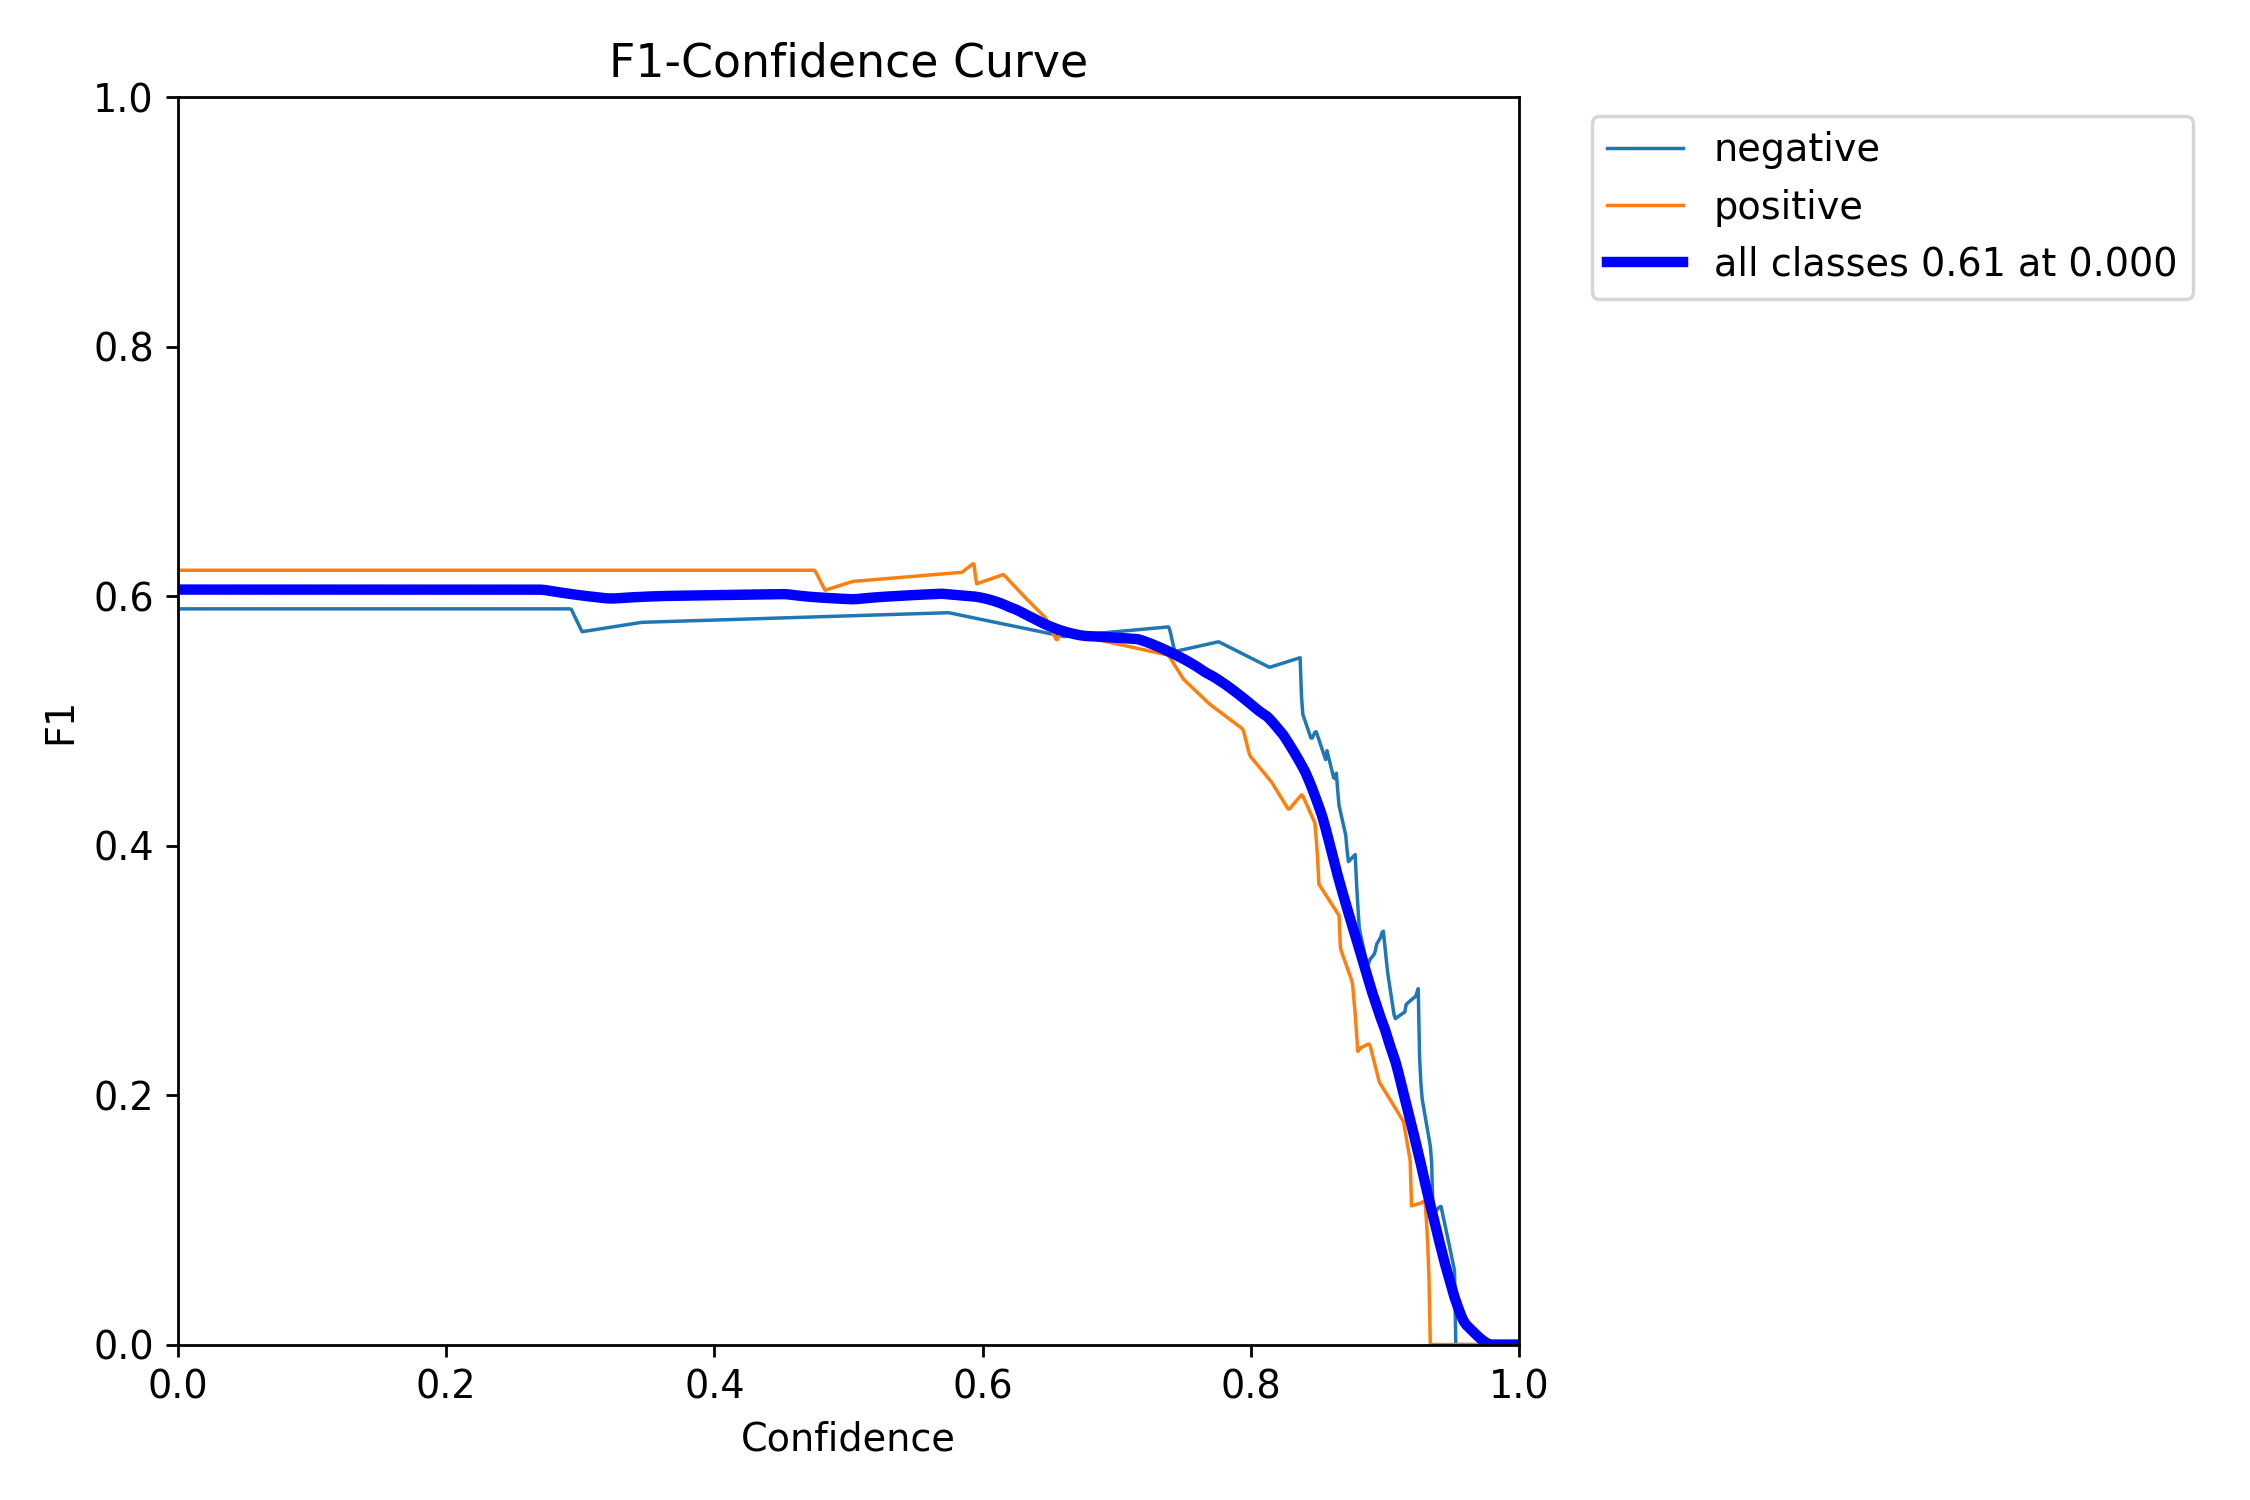 F1-Confidence Curve
negative
positive
all classes 0.61 at 0.000
1.0
0.8
0.6
0.4
0.2
0.0
F1
0.0 0.2 0.4 0.6 0.8 1.0
Confidence